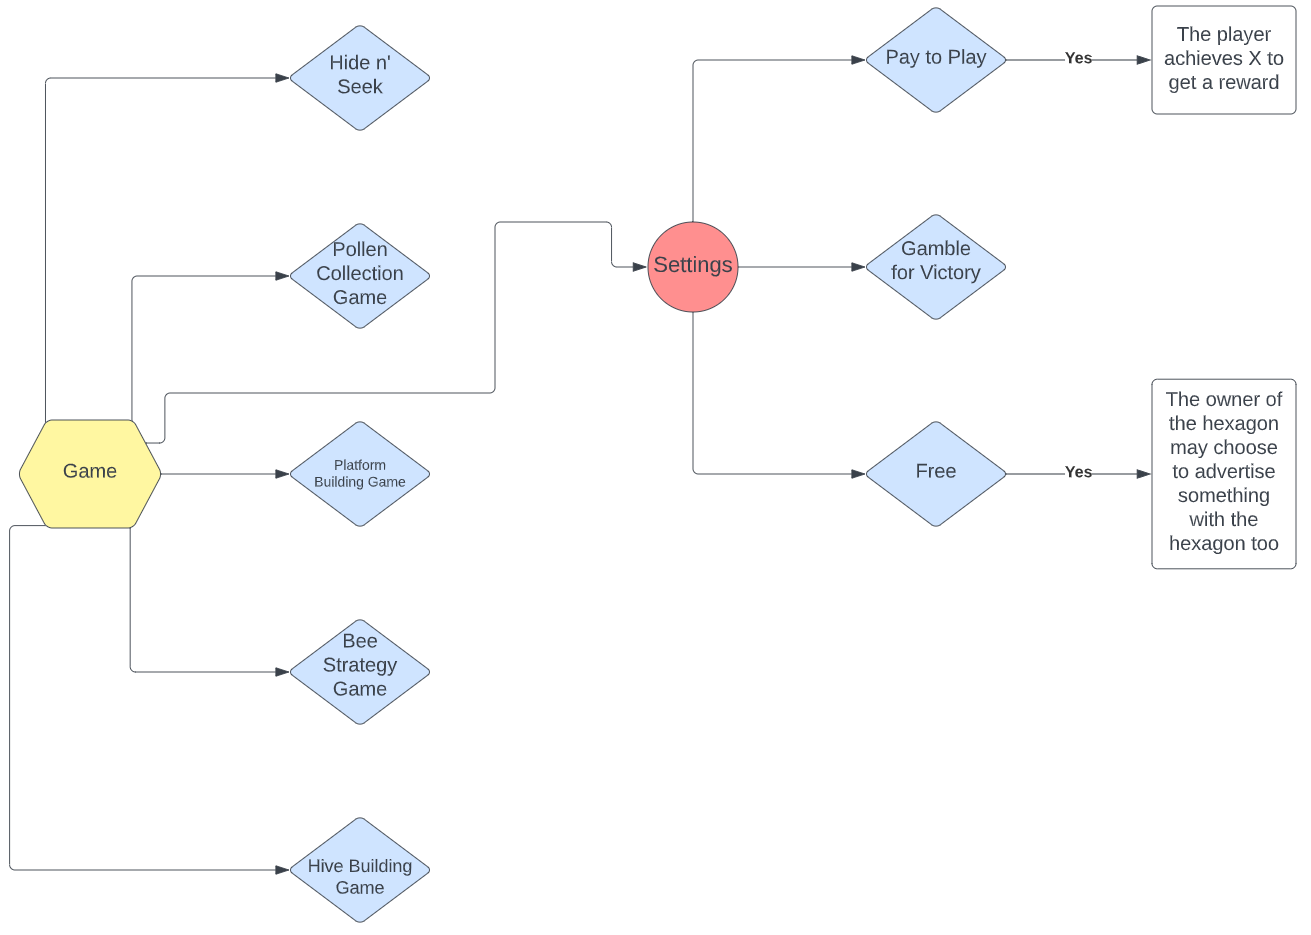 Hide n'
Seek
Pay to Play
Yes
The player
achieves X to
get a reward
Pollen
Collection
Game
Settings
Gamble
for Victory
Game
Platform
Building Game
Free
Yes
The owner of
the hexagon
may choose
to advertise
something
with the
hexagon too
Bee
Strategy
Game
Hive Building
Game